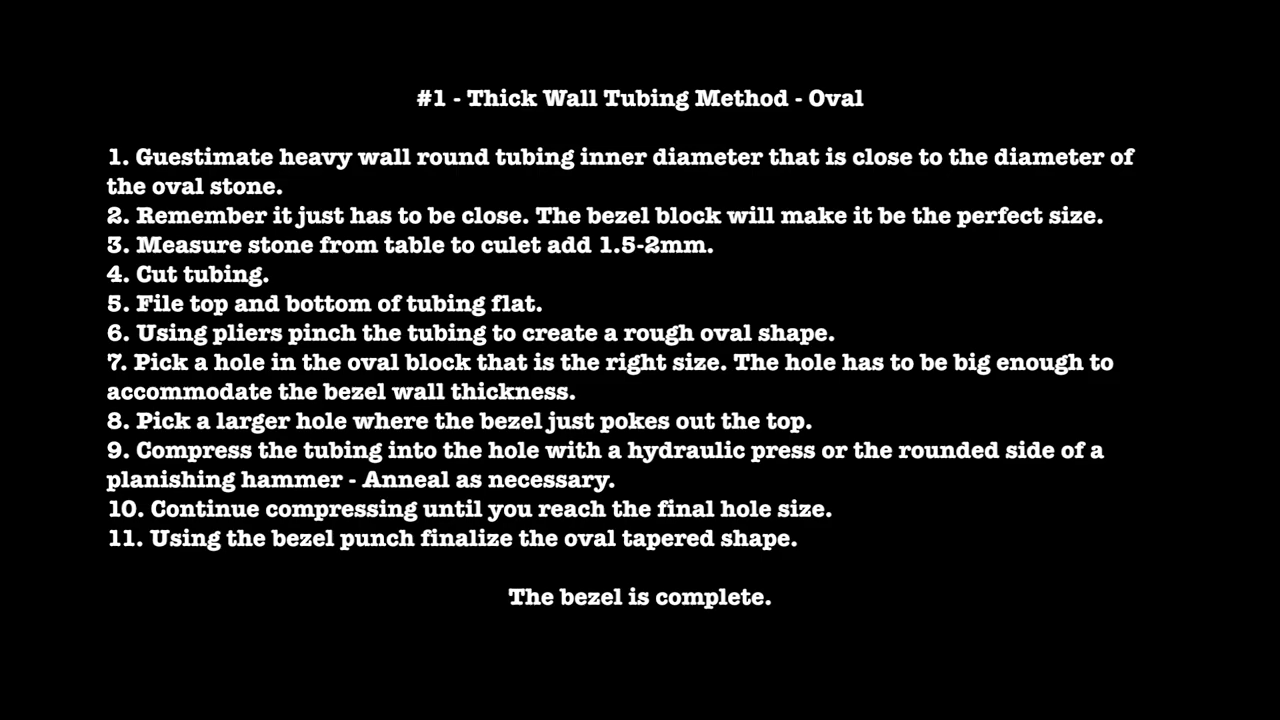 #1 - Thick Wall Tubing Method - Oval
1. Guestimate heavy wall round tubing inner diameter that is close to the diameter of
the oval stone.
2. Remember it just has to be close. The bezel block will make it be the perfect size.
3. Measure stone from table to culet add 1.5-2mm.
4. Cut tubing.
5. File top and bottom of tubing flat.
6. Using pliers pinch the tubing to create a rough oval shape.
7. Pick a hole in the oval block that is the right size. The hole has to be big enough to
accommodate the bezel wall thickness.
8. Pick a larger hole where the bezel just pokes out the top.
9. Compress the tubing into the hole with a hydraulic press or the rounded side of a
planishing hammer - Anneal as necessary.
10. Continue compressing until you reach the final hole size.
11. Using the bezel punch finalize the oval tapered shape.
The bezel is complete.